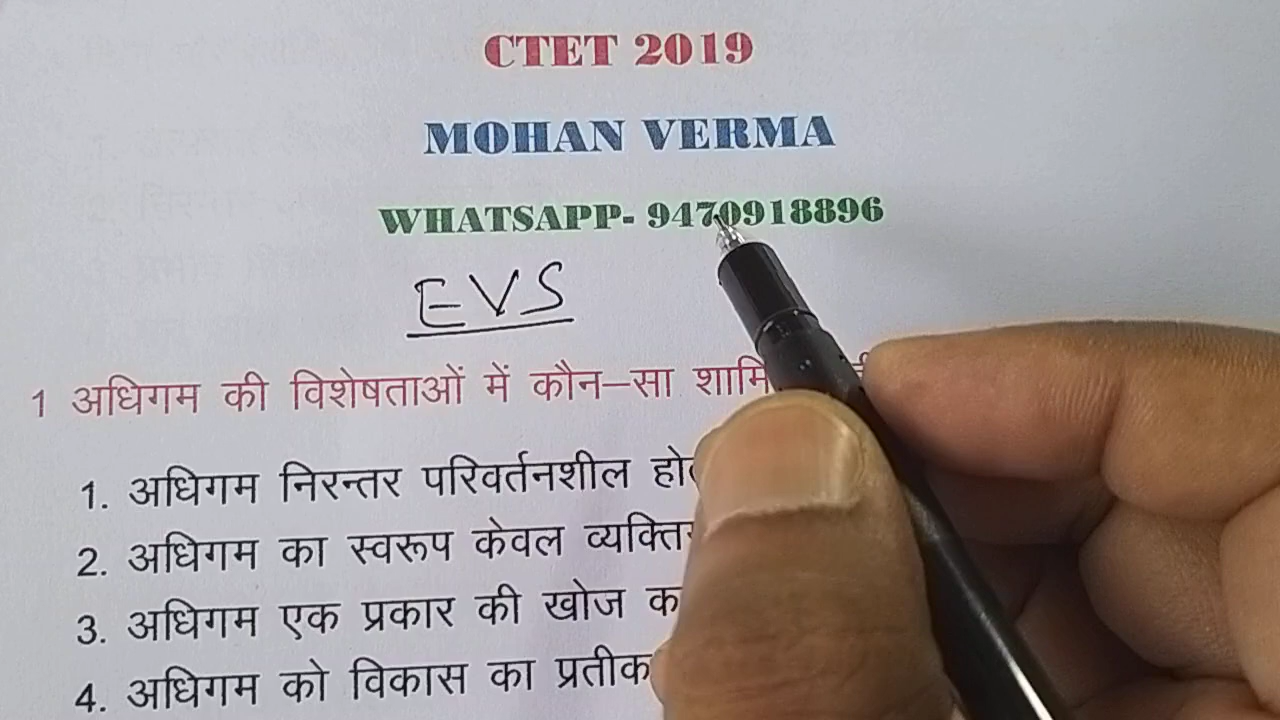 CTET 2019
MOHAN VERMA
WHATSAPP- 9470918896
EVS
1 अधिगम की विशेषताओं में कौन–सा
1. अधिगम निरन्तर परिवर्तनशील
2. अधिगम का स्वरूप केवल
3. अधिगम एक प्रकार की खोज
4. अधिगम को विकास का प्रतीक